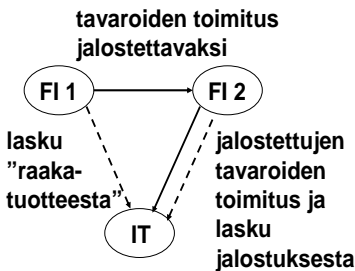 tavaroiden toimitus
jalostettavaksi
FI 1
FI 2
lasku
”raaka-
tuotteesta”
jalostettujen
tavaroiden
toimitus ja
lasku
jalostuksesta
IT